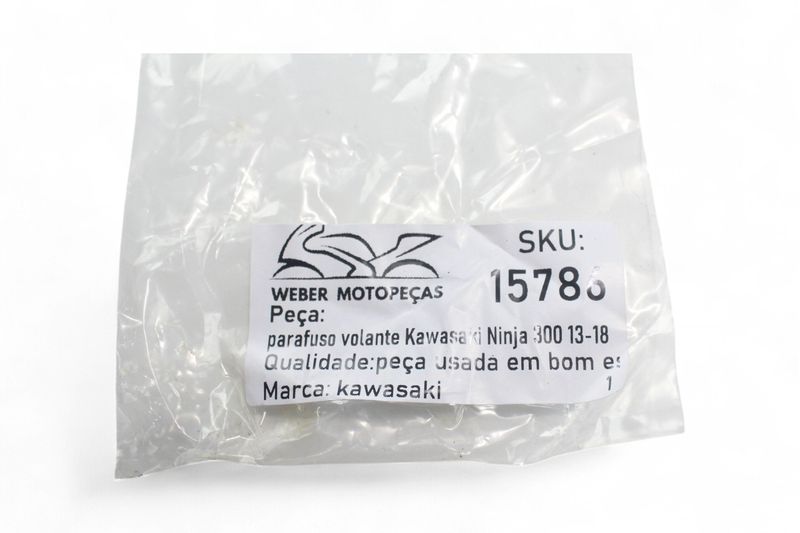 SKU:
15786
WEBER MOTOPEÇAS
Peça:
parafuso volante Kawasaki Ninja 300 13-18
Qualidade:peça usada em bom es
Marca: kawasaki
1